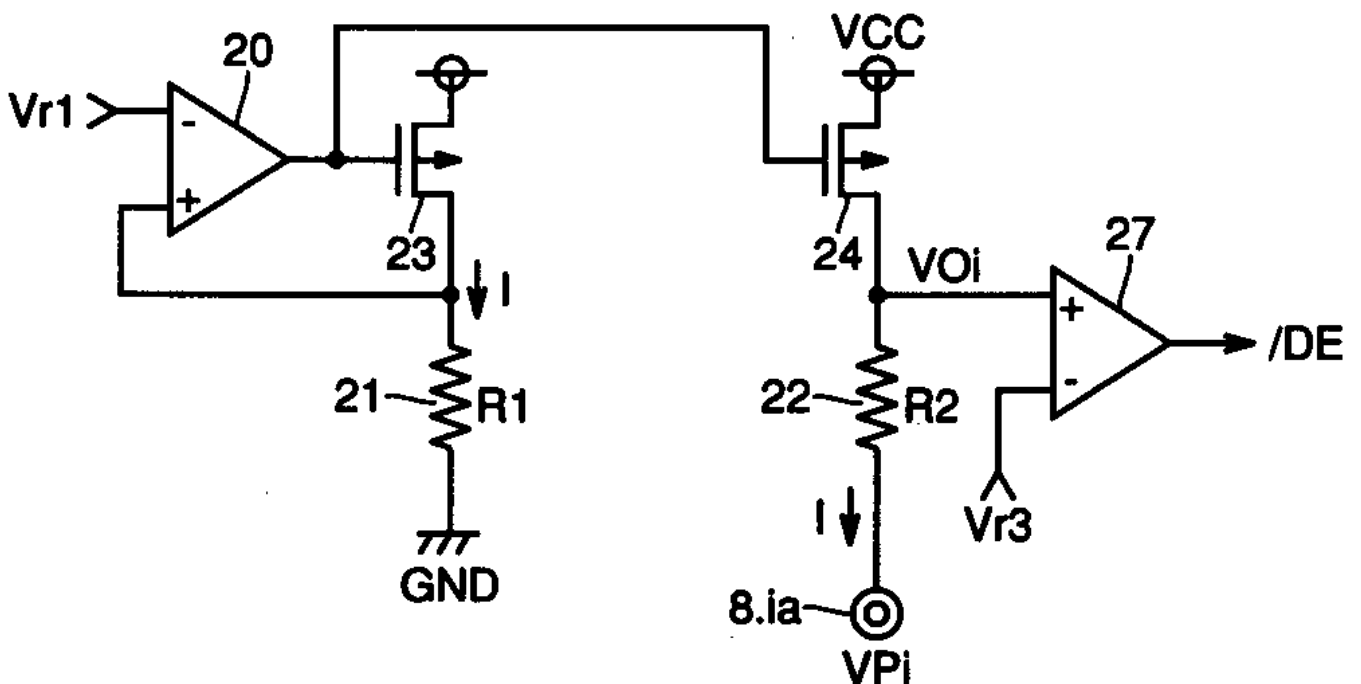 20
VCC
Vr1
-
+
23
24
VOi
27
I
+
-
/DE
21
R1
22
R2
I
Vr3
GND
8.ia
VPi